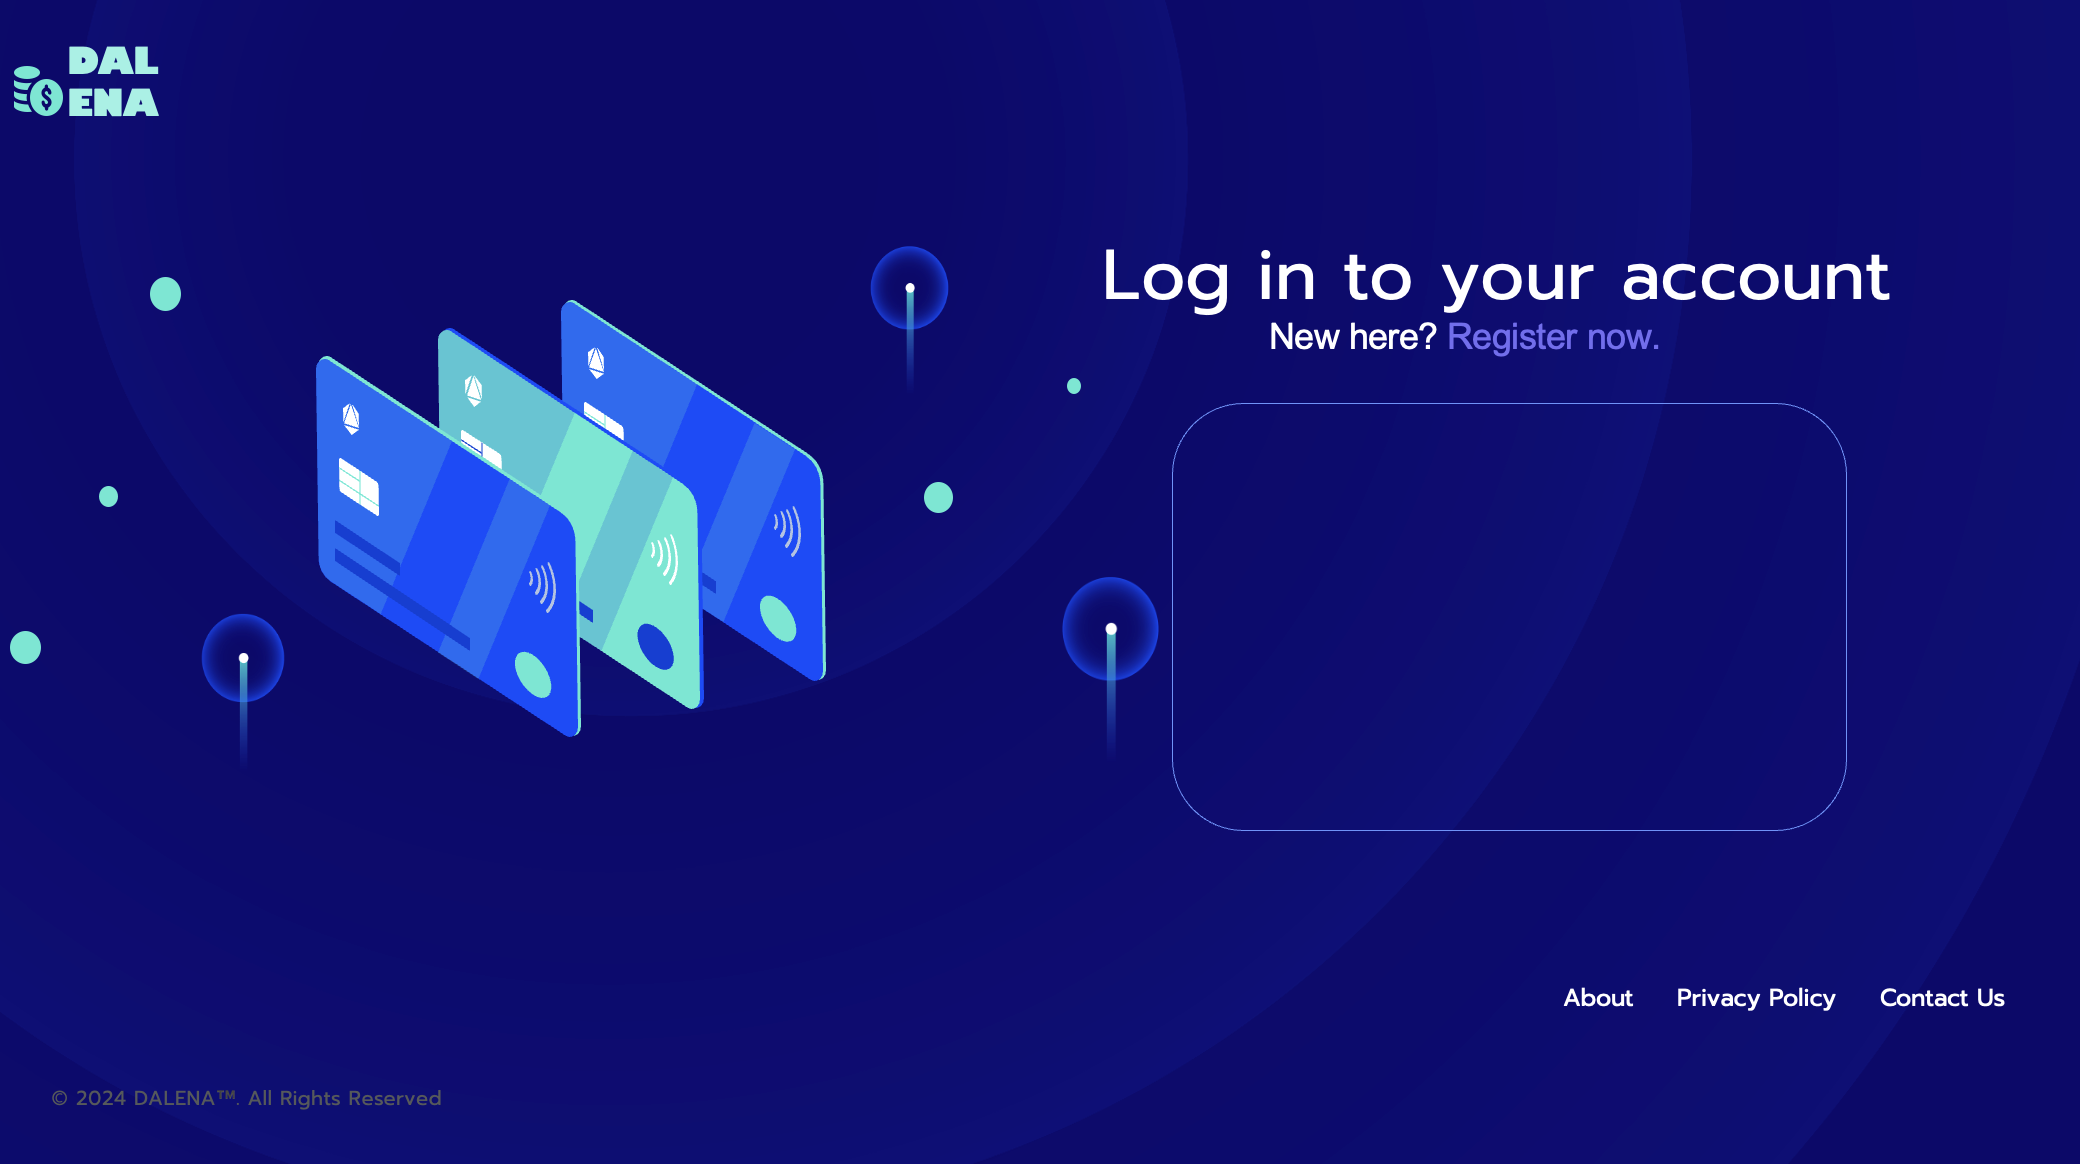 DAL
ENA
Log in to your account
New here? Register now.
About Privacy Policy Contact Us
© 2024 DALENA™. All Rights Reserved